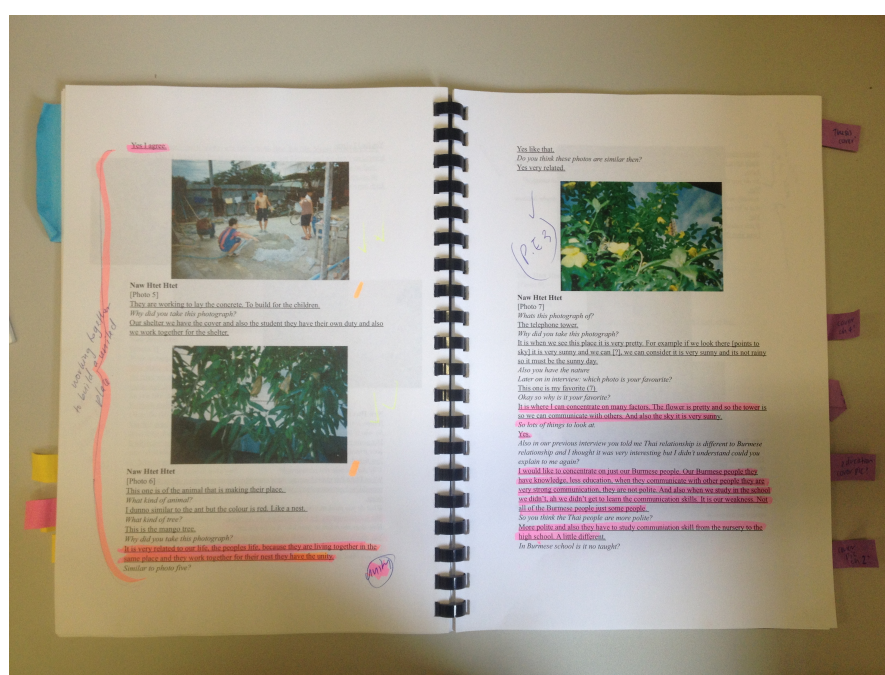 Yes I agree.
Naw Htet Htet
[Photo 5]
They are working to lay the concrete. To build for the children.
Why did you take this photograph?
Our shelter we have the cover and also the student they have their own duty and also
we work together for the shelter.
Naw Htet Htet
[Photo 6]
This one is of the animal that is making their place.
What kind of animal?
I dunno similar to the ant but the colour is red. Like a nest.
What kind of tree?
This is the mango tree.
Why did you take this photograph?
It is very related to our life, the peoples life, because they are living together in the
same place and they work together for their nest they have the unity.
Similar to photo five?
unity
working together
to build a united
place
Yes like that.
Do you think these photos are similar then?
Yes very related.
(P.E 3)
Naw Htet Htet
[Photo 7]
Whats this photograph of?
The telephone tower.
Why did you take this photograph?
It is when we see this place it is very pretty. For example if we look there [points to
sky] it is very sunny and we can [?], we can consider it is very sunny and its not rainy
so it must be the sunny day.
Also you have the nature
Later on in interview: which photo is your favourite?
This one is my favorite (7).
Okay so why is it your favorite?
It is where I can concentrate on many factors. The flower is pretty and so the tower is
so we can communicate with others. And also the sky it is very sunny.
So lots of things to look at.
Yes.
Also in our previous interview you told me That relationship is different to Burmese
relationship and I thought it was very interesting but I didn't understand could you
explain to me again?
I would like to concentrate on just our Burmese people. Our Burmese people they
have knowledge, less education, when they communicate with other people they are
very strong communication, they are not polite. And also when we study in the school
we didn't, ah we didn't get to learn the communication skills. It is our weakness. Not
all of the Burmese people just some people.
So you think the Thai people are more polite?
More polite and also they have to study communication skill from the nursery to the
high school. A little different.
In Burmese school is it no taught?